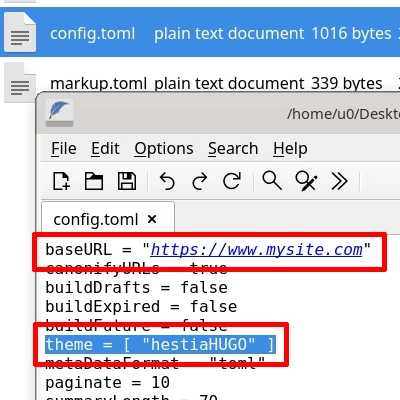 config.toml plain text document 1016 bytes
markup.toml plain text document 339 bytes
/home/u0/Deskt
File Edit Options Search Help
config.toml ×
baseURL = "https://www.mysite.com"
canonifyURLs = true
buildDrafts = false
buildExpired = false
buildFuture = false
theme = [ "hestiaHUGO" ]
metaDataFormat = "toml"
paginate = 10
summaryLength = 70